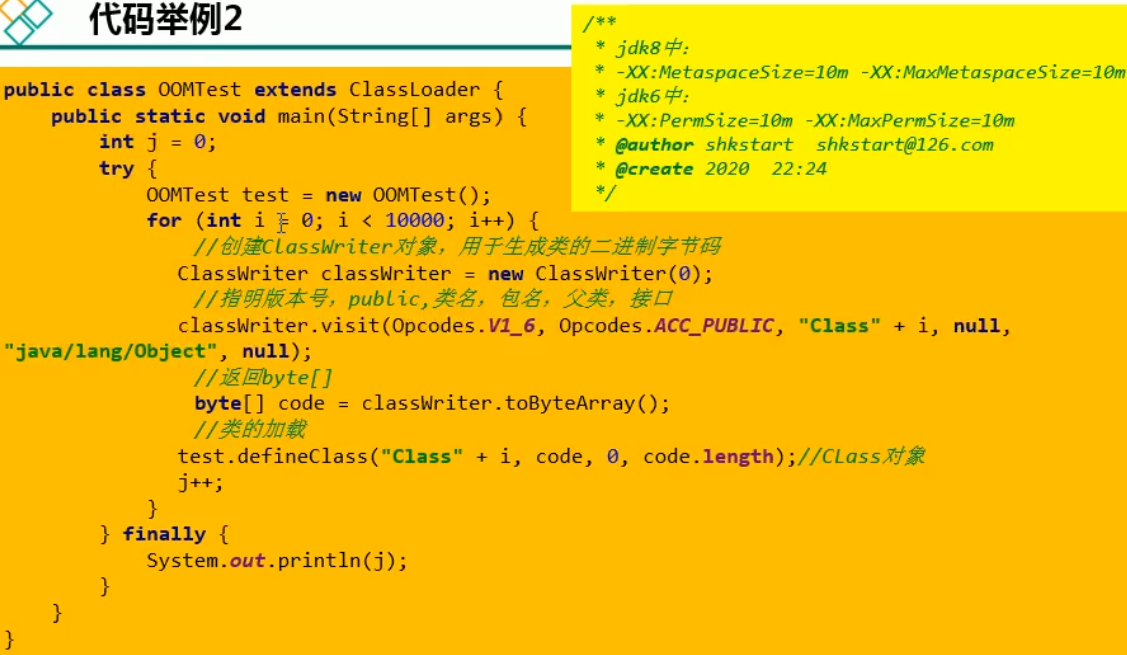 代码举例2
/**
* jdk8中:
* -XX:MetaspaceSize=10m -XX:MaxMetaspaceSize=10m
* jdk6中:
* -XX:PermSize=10m -XX:MaxPermSize=10m
* @author shkstart  shkstart@126.com
* @create 2020  22:24
*/
public class OOMTest extends ClassLoader {
    public static void main(String[] args) {
        int j = 0;
        try {
            OOMTest test = new OOMTest();
            for (int i = 0; i < 10000; i++) {
                //创建ClassWriter对象，用于生成类的二进制字节码
                ClassWriter classWriter = new ClassWriter(0);
                //指明版本号，public,类名，包名，父类，接口
                classWriter.visit(Opcodes.V1_6, Opcodes.ACC_PUBLIC, "Class" + i, null,
"java/lang/Object", null);
                //返回byte[]
                byte[] code = classWriter.toByteArray();
                //类的加载
                test.defineClass("Class" + i, code, 0, code.length);//CLass对象
                j++;
            }
        } finally {
            System.out.println(j);
        }
    }
}